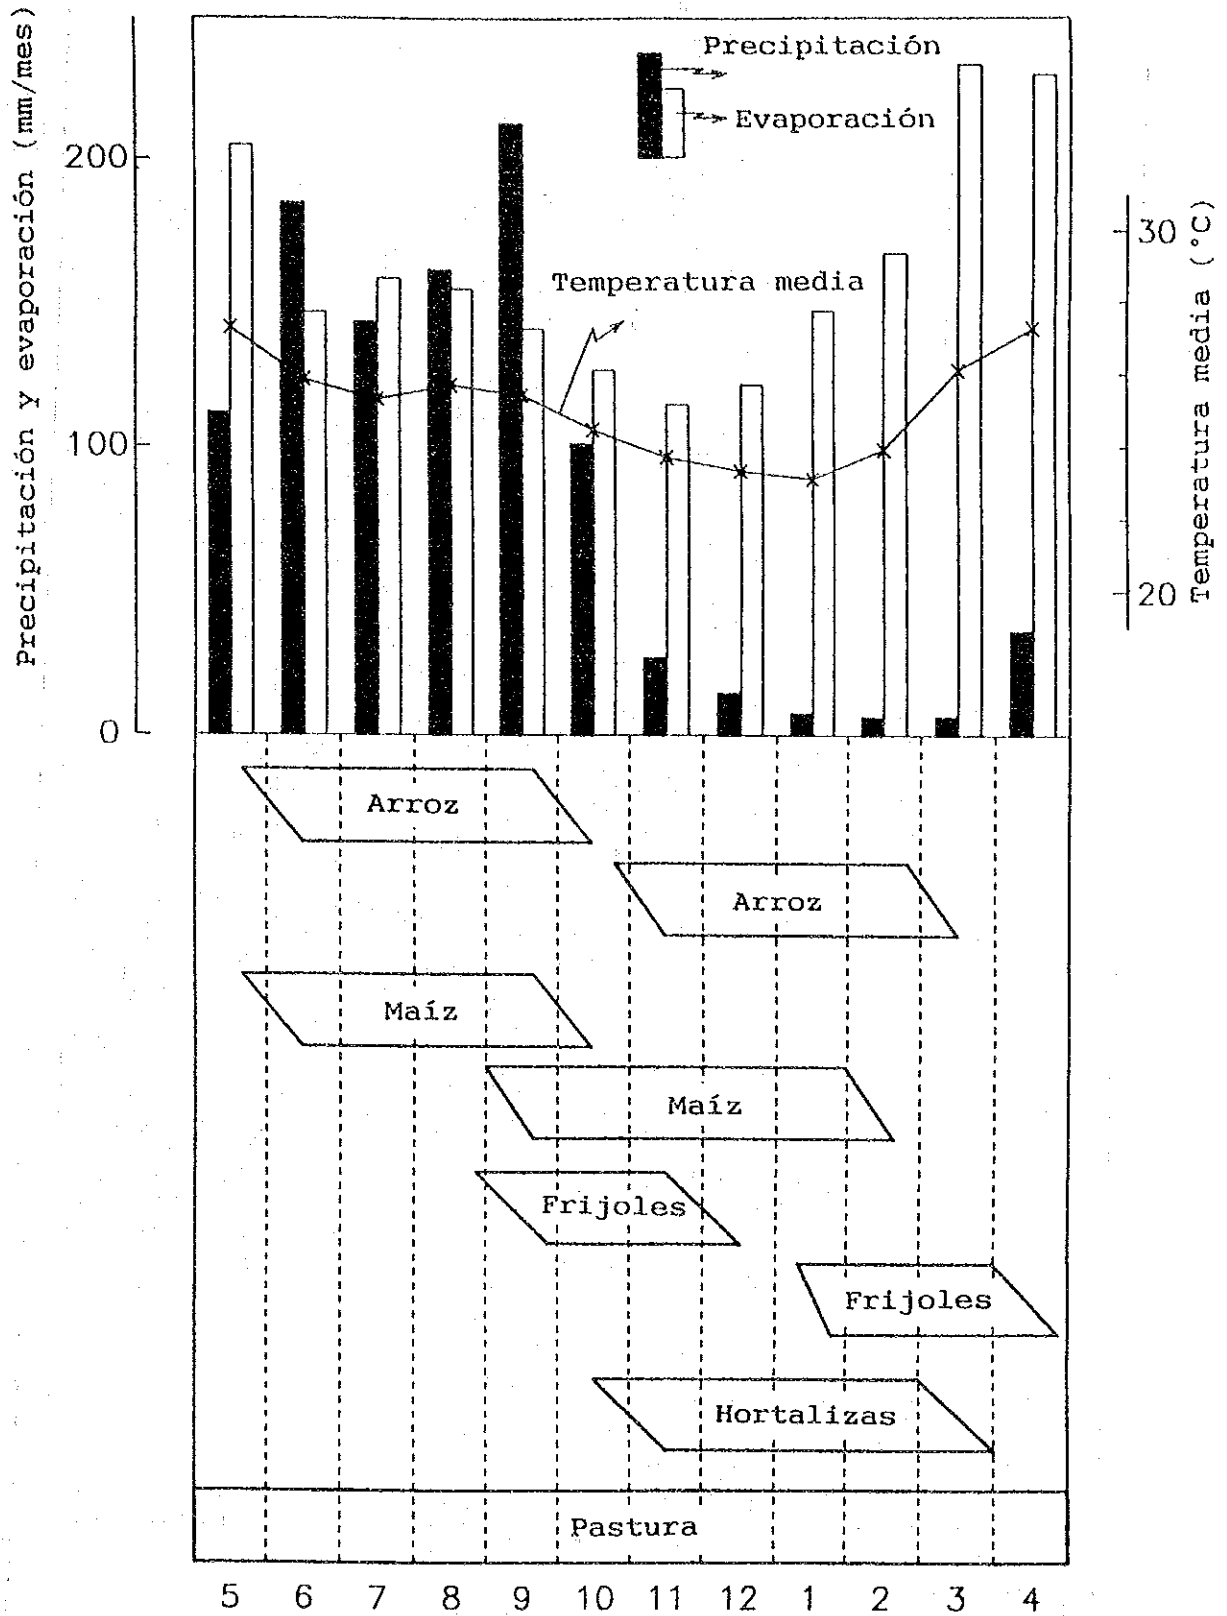 Precipitación y evaporación (mm/mes)
200
100
0
Precipitación
Evaporación
Temperatura media
30
20
Temperatura media (°C)
Arroz
Arroz
Maíz
Maíz
Frijoles
Frijoles
Hortalizas
Pastura
5 6 7 8 9 10 11 12 1 2 3 4